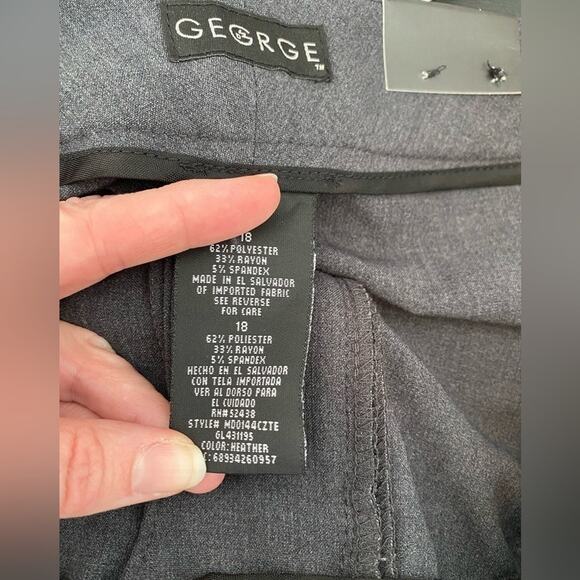 GEORGE
TM
18
62% POLYESTER
33% RAYON
5% SPANDEX
MADE IN EL SALVADOR
OF IMPORTED FABRIC
SEE REVERSE
FOR CARE
18
62% POLIESTER
33% RAYON
5% SPANDEX
HECHO EN EL SALVADOR
CON TELA IMPORTADA
VER AL DORSO PARA
EL CUIDADO
RN#52438
STYLE# MD0144CZTE
GL431195
COLOR:HEATHER
C: 68934260957